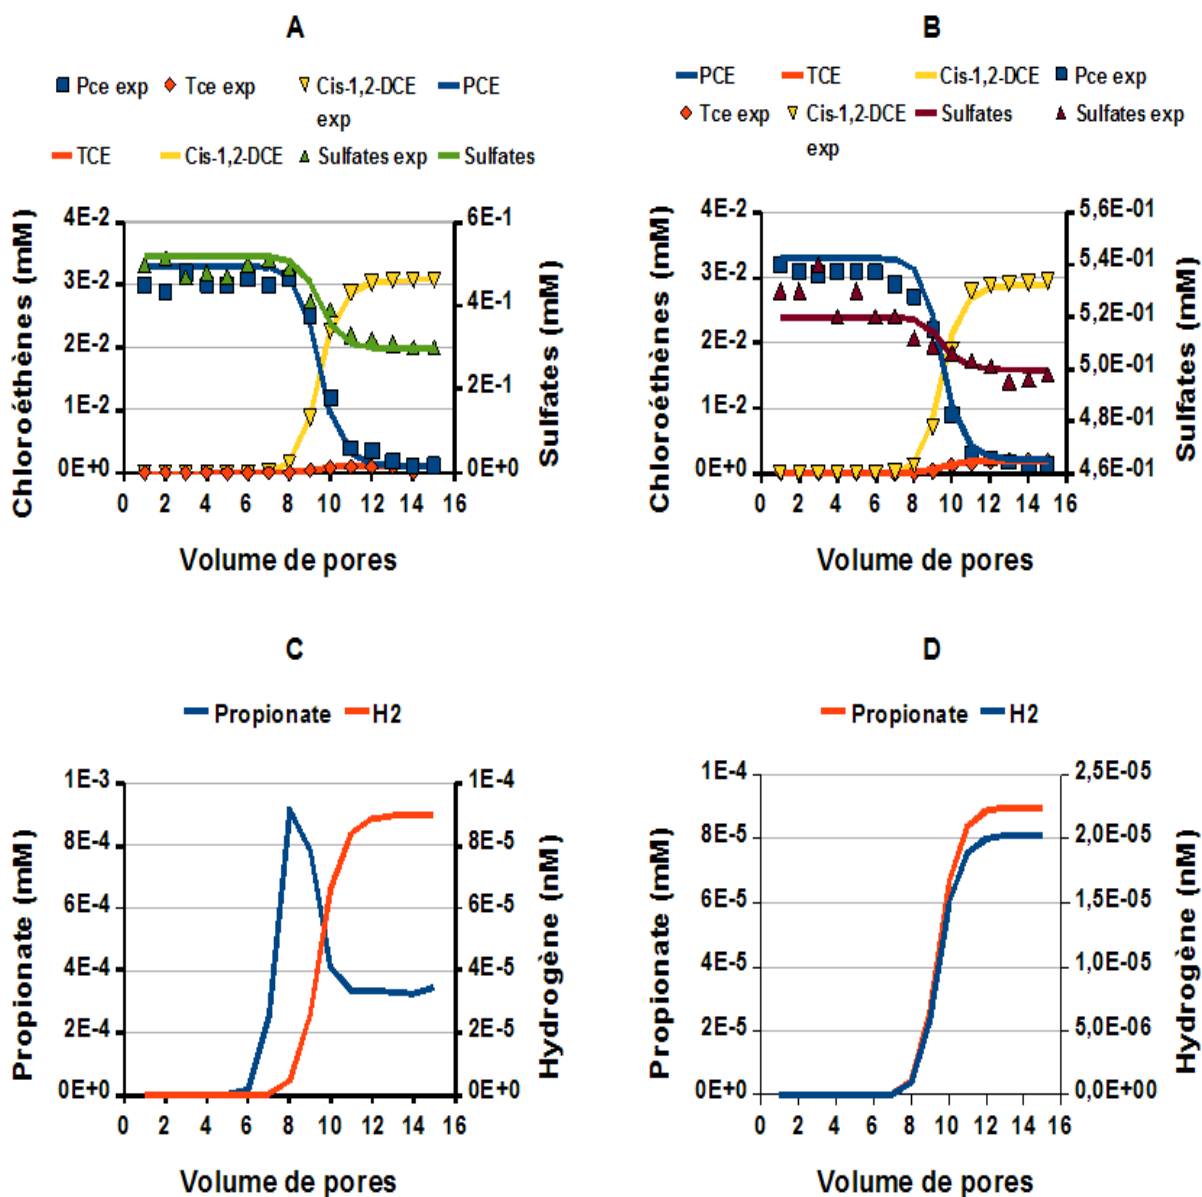 A
Pce exp Tce exp Cis-1,2-DCE exp PCE
TCE Cis-1,2-DCE Sulfates exp Sulfates
4E-2
3E-2
2E-2
1E-2
0E+0
6E-1
4E-1
2E-1
0E+0
Chloroéthènes (mM)
Sulfates (mM)
0 2 4 6 8 10 12 14 16
Volume de pores
B
PCE TCE Cis-1,2-DCE Pce exp
Tce exp Cis-1,2-DCE exp Sulfates Sulfates exp
4E-2
3E-2
2E-2
1E-2
0E+0
5,6E-01
5,4E-01
5,2E-01
5,0E-01
4,8E-01
4,6E-01
Chloroéthènes (mM)
Sulfates (mM)
0 2 4 6 8 10 12 14 16
Volume de pores
C
Propionate H2
1E-3
8E-4
6E-4
4E-4
2E-4
0E+0
1E-4
8E-5
6E-5
4E-5
2E-5
0E+0
Propionate (mM)
Hydrogène (nM)
0 2 4 6 8 10 12 14 16
Volume de pores
D
Propionate H2
1E-4
8E-5
6E-5
4E-5
2E-5
0E+0
2,5E-05
2,0E-05
1,5E-05
1,0E-05
5,0E-06
0,0E+00
Propionate (mM)
Hydrogène (nM)
0 2 4 6 8 10 12 14 16
Volume de pores